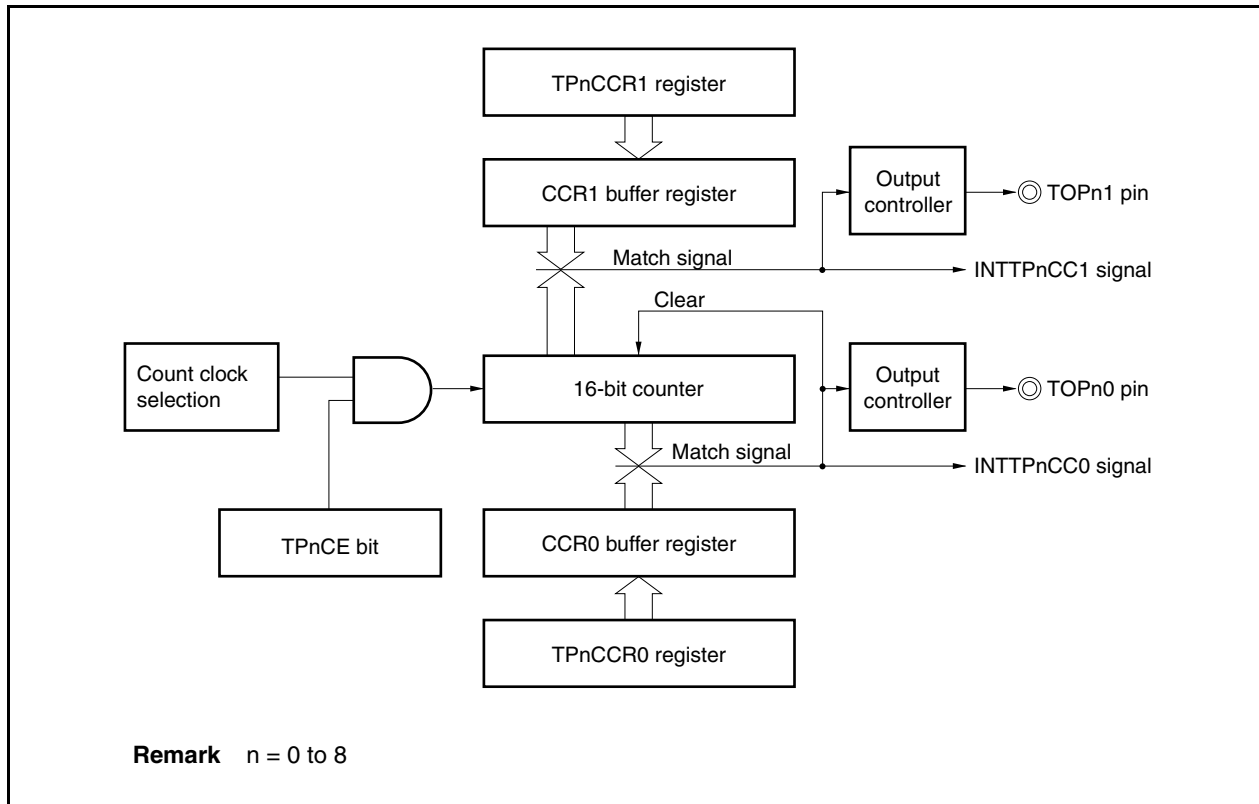 TPnCCR1 register
CCR1 buffer register
Output
controller
TOPn1 pin
Match signal
INTTPnCC1 signal
Clear
Count clock
selection
16-bit counter
Output
controller
TOPn0 pin
Match signal
INTTPnCC0 signal
TPnCE bit
CCR0 buffer register
TPnCCR0 register
Remark n = 0 to 8